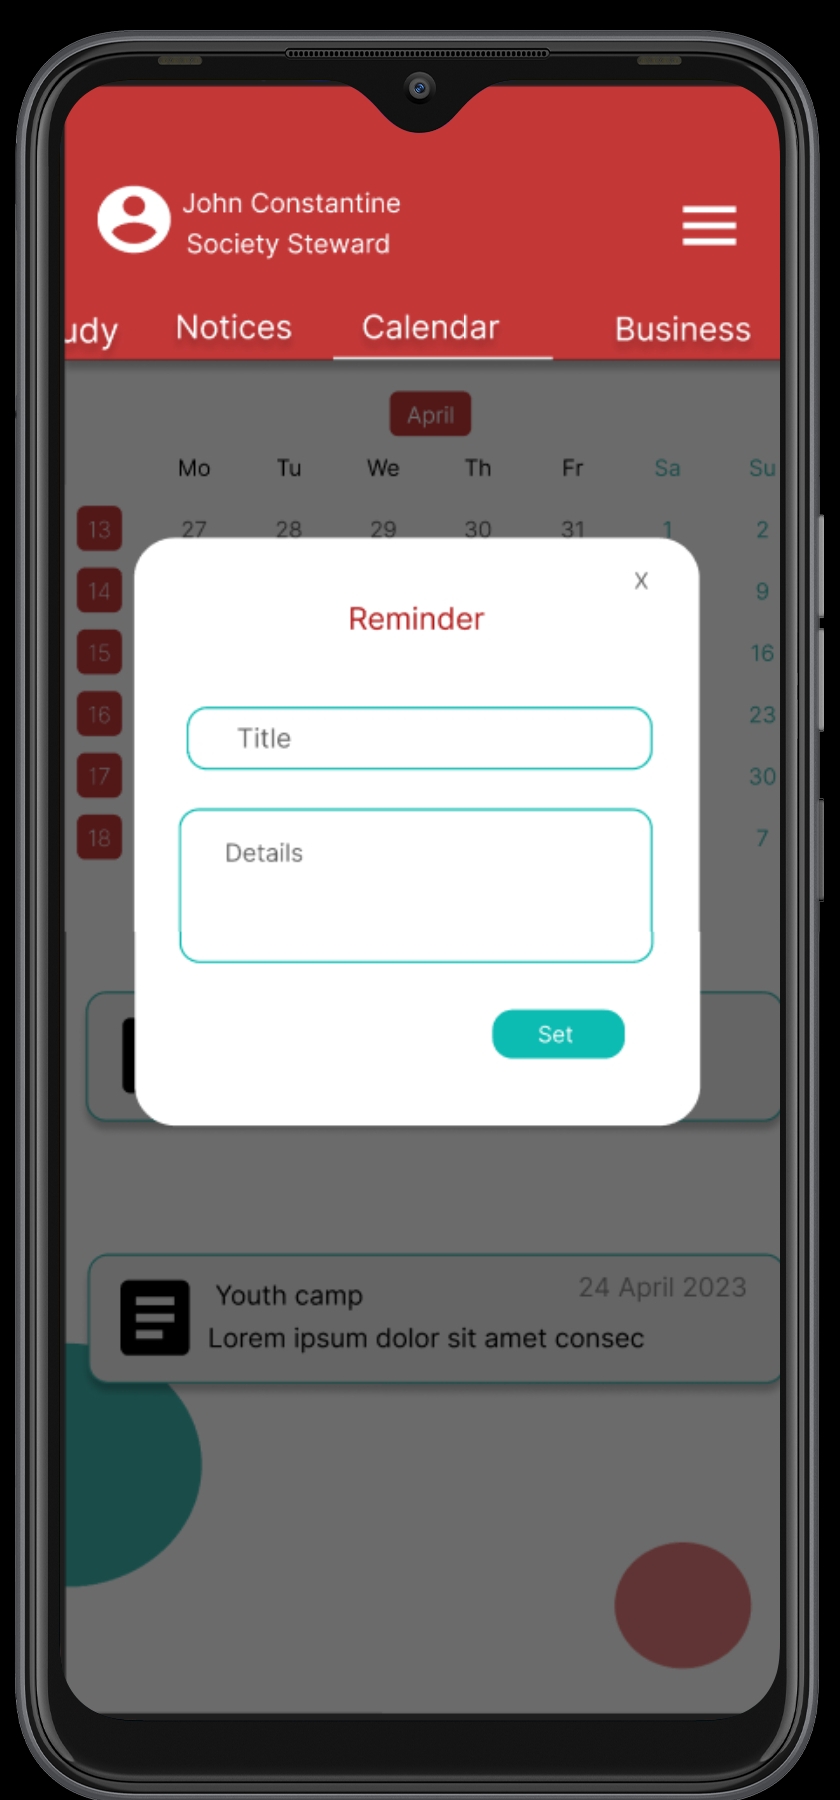 John Constantine
Society Steward
udy Notices Calendar Business
April
Mo Tu We Th Fr Sa Su
13 27 28 29 30 31 1 2
14 9
15 16
16 23
17 30
18 7
X
Reminder
Title
Details
Set
Youth camp 24 April 2023
Lorem ipsum dolor sit amet consec